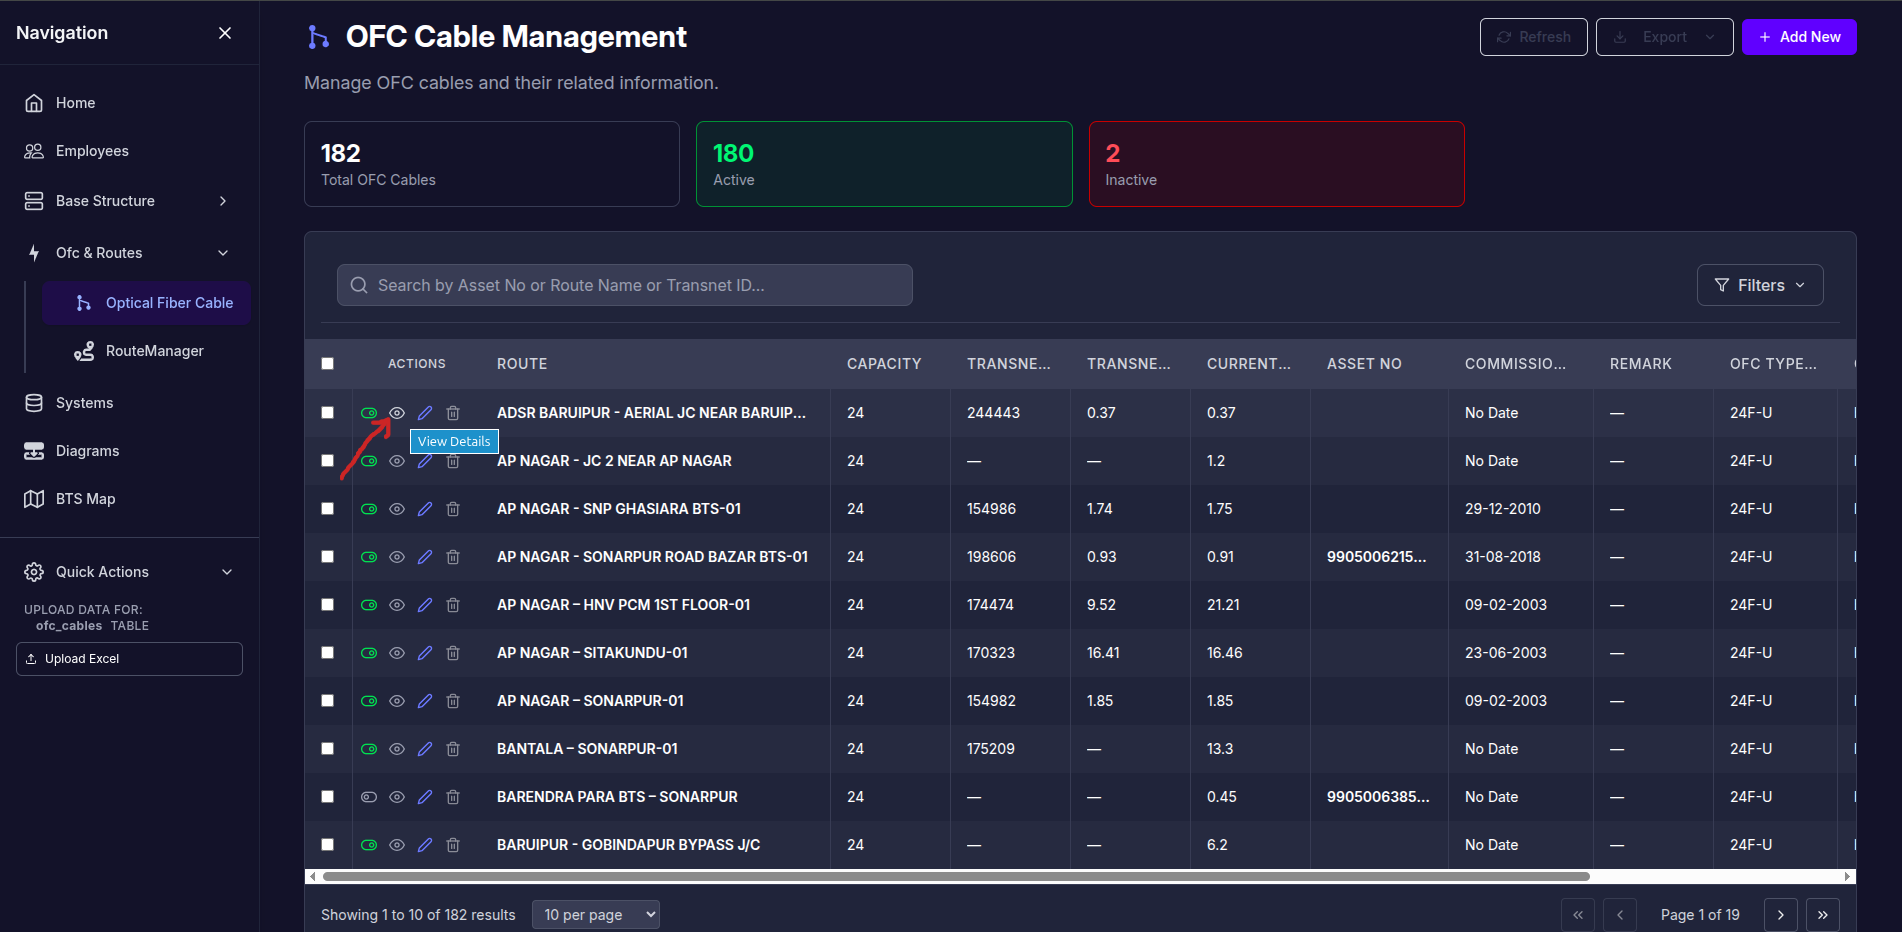 Navigation
Home
Employees
Base Structure
Ofc & Routes
Optical Fiber Cable
RouteManager
Systems
Diagrams
BTS Map
Quick Actions
UPLOAD DATA FOR:
ofc_cables TABLE
Upload Excel
OFC Cable Management
Refresh
Export
+ Add New
Manage OFC cables and their related information.
182
Total OFC Cables
180
Active
2
Inactive
Search by Asset No or Route Name or Transnet ID...
Filters
ACTIONS ROUTE CAPACITY TRANSNE... TRANSNE... CURRENT... ASSET NO COMMISSIO... REMARK OFC TYPE...
ADSR BARUIPUR - AERIAL JC NEAR BARUIP... 24 244443 0.37 0.37 No Date — 24F-U
View Details
AP NAGAR - JC 2 NEAR AP NAGAR 24 — — 1.2 No Date — 24F-U
AP NAGAR - SNP GHASIARA BTS-01 24 154986 1.74 1.75 29-12-2010 — 24F-U
AP NAGAR - SONARPUR ROAD BAZAR BTS-01 24 198606 0.93 0.91 9905006215... 31-08-2018 — 24F-U
AP NAGAR – HNV PCM 1ST FLOOR-01 24 174474 9.52 21.21 09-02-2003 — 24F-U
AP NAGAR – SITAKUNDU-01 24 170323 16.41 16.46 23-06-2003 — 24F-U
AP NAGAR – SONARPUR-01 24 154982 1.85 1.85 09-02-2003 — 24F-U
BANTALA – SONARPUR-01 24 175209 — 13.3 No Date — 24F-U
BARENDRA PARA BTS – SONARPUR 24 — — 0.45 9905006385... No Date — 24F-U
BARUIPUR - GOBINDAPUR BYPASS J/C 24 — — 6.2 No Date — 24F-U
Showing 1 to 10 of 182 results
10 per page
Page 1 of 19